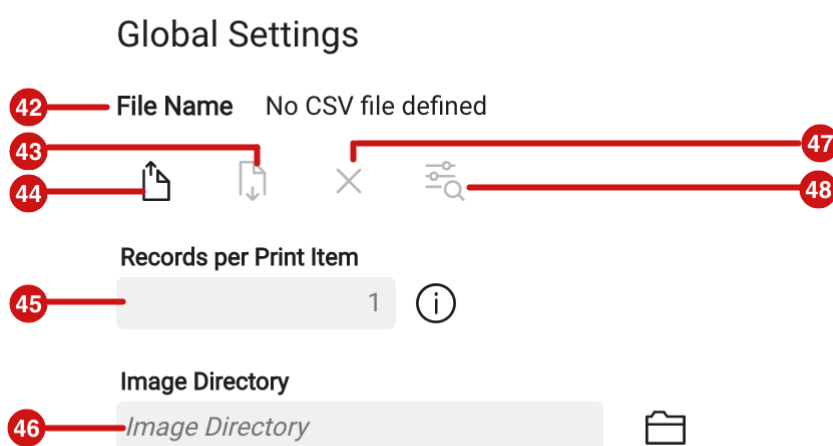 Global Settings
42 File Name No CSV file defined
43
47
44
48
Records per Print Item
45 1 i
Image Directory
46 Image Directory